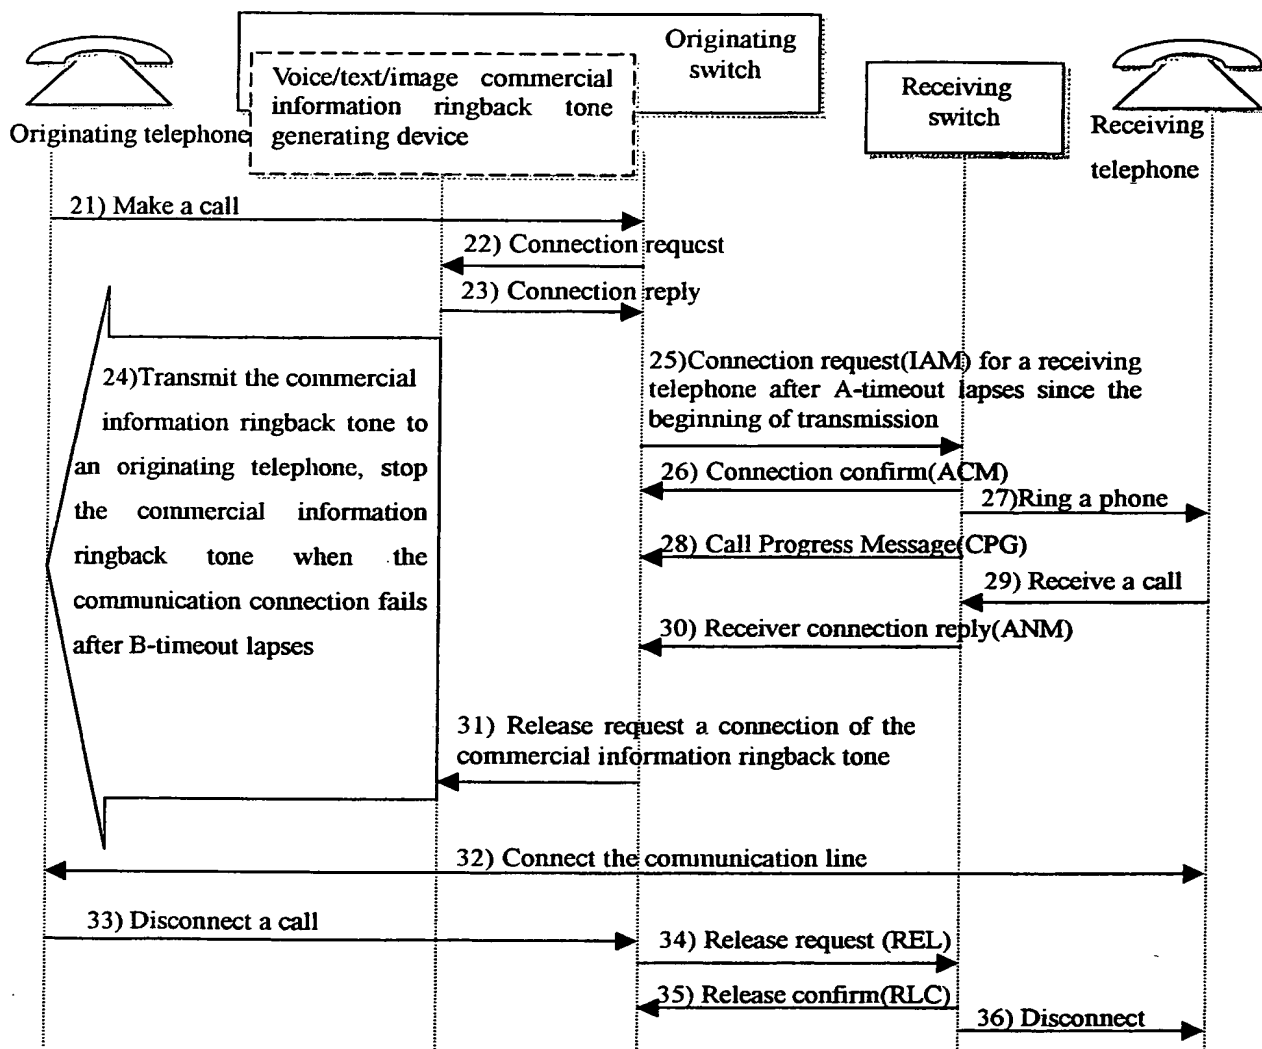 Originating
switch
Voice/text/image commercial
information ringback tone
generating device
Receiving
switch
Originating telephone
Receiving
telephone
21) Make a call
22) Connection request
23) Connection reply
24)Transmit the commercial
information ringback tone to
an originating telephone, stop
the commercial information
ringback tone when the
communication connection fails
after B-timeout lapses
25)Connection request(IAM) for a receiving
telephone after A-timeout lapses since the
beginning of transmission
26) Connection confirm(ACM)
27)Ring a phone
28) Call Progress Message(CPG)
29) Receive a call
30) Receiver connection reply(ANM)
31) Release request a connection of the
commercial information ringback tone
32) Connect the communication line
33) Disconnect a call
34) Release request (REL)
35) Release confirm(RLC)
36) Disconnect